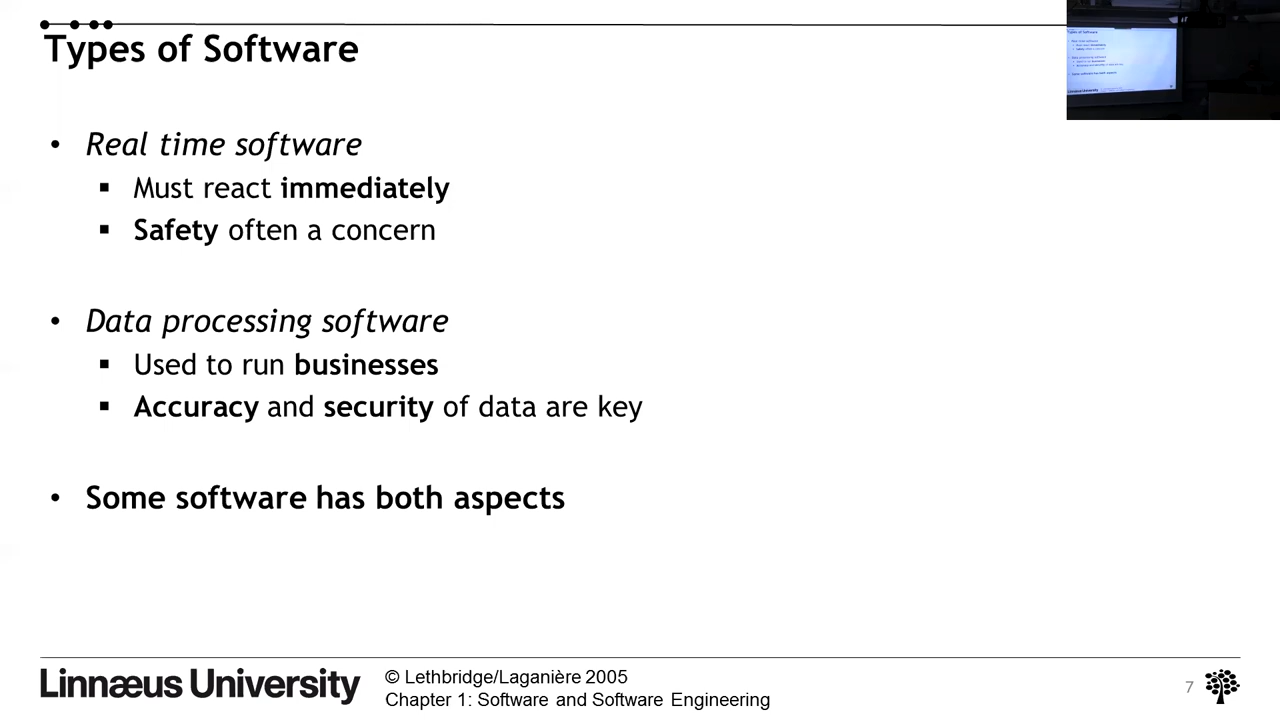 Types of Software
• Real time software
▪ Must react immediately
▪ Safety often a concern
• Data processing software
▪ Used to run businesses
▪ Accuracy and security of data are key
• Some software has both aspects
Linnæus University
© Lethbridge/Laganière 2005
Chapter 1: Software and Software Engineering
7